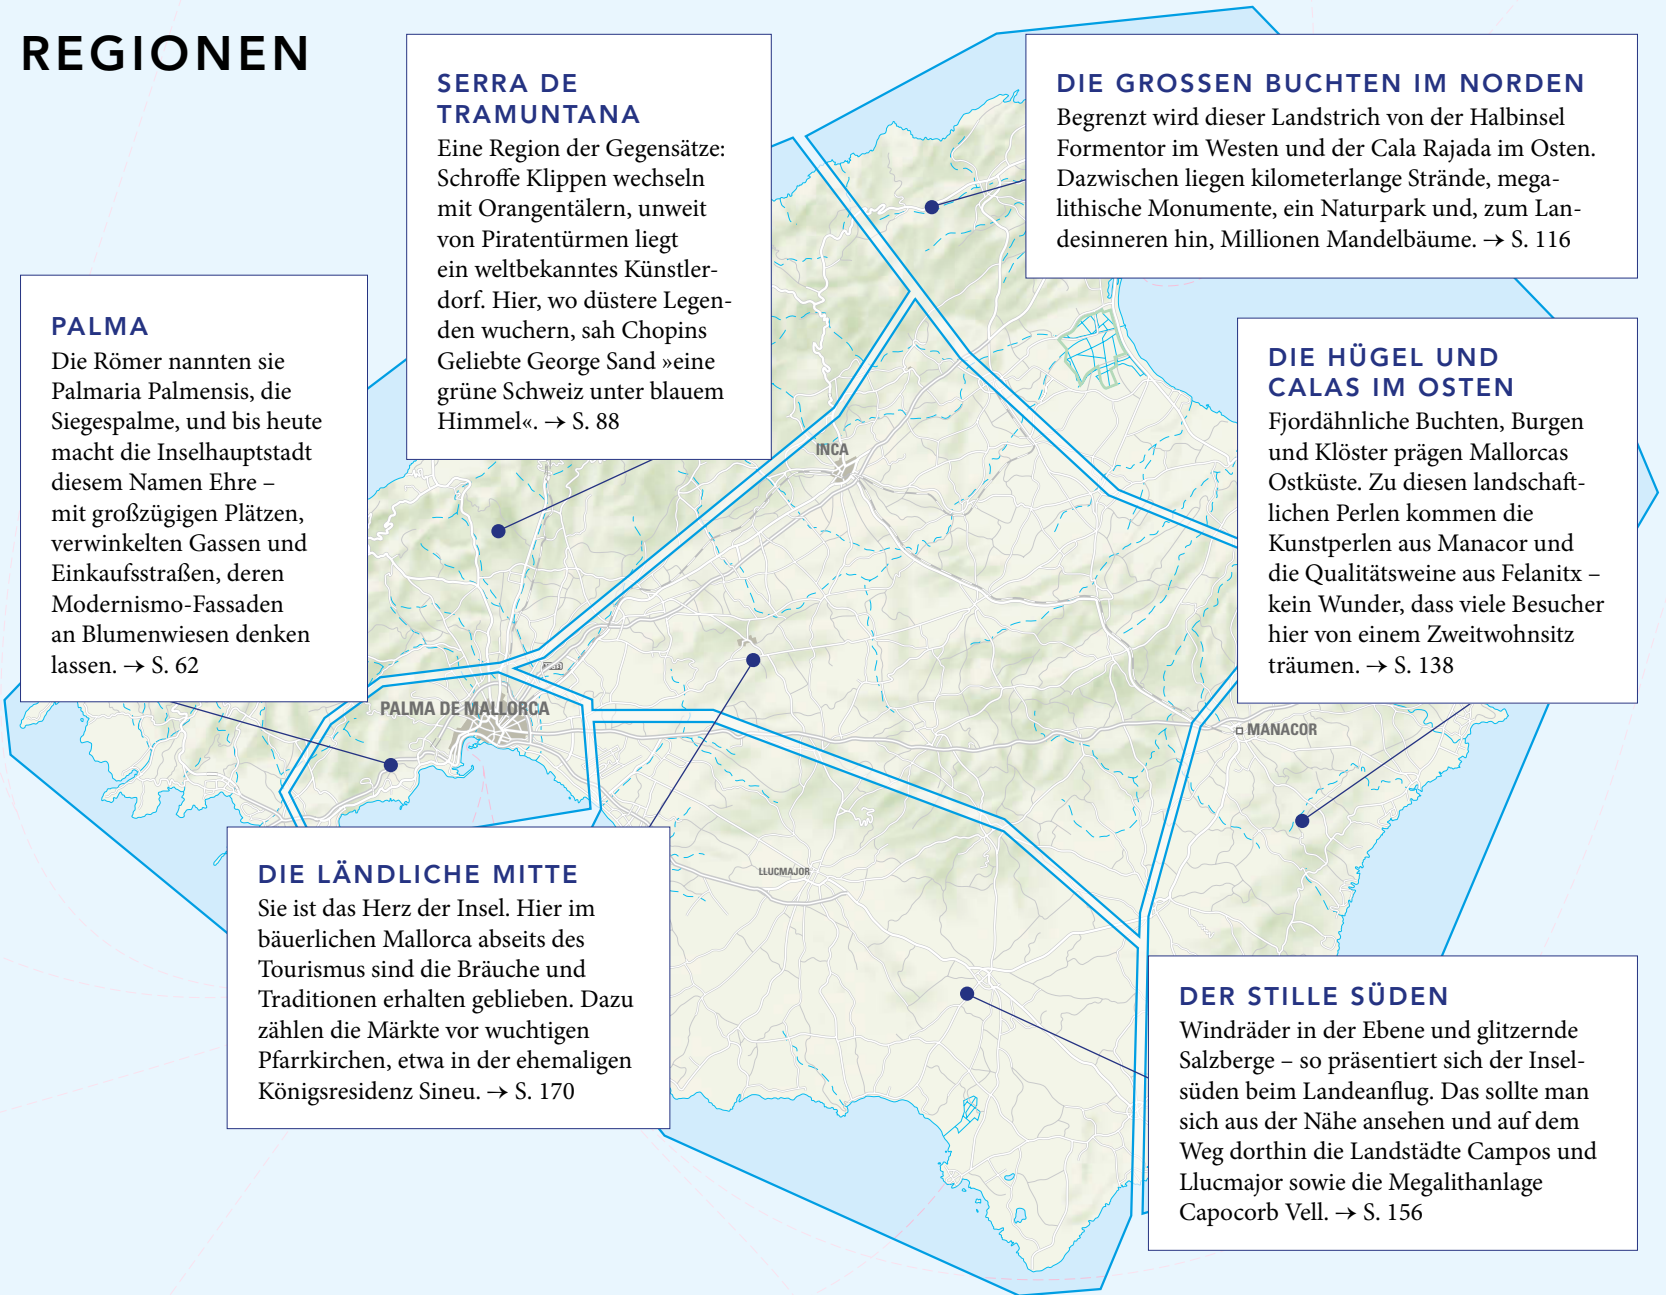 REGIONEN
SERRA DE
TRAMUNTANA
Eine Region der Gegensätze:
Schroffe Klippen wechseln
mit Orangentälern, unweit
von Piratentürmen liegt
ein weltbekanntes Künstler-
dorf. Hier, wo düstere Legen-
den wuchern, sah Chopins
Geliebte George Sand »eine
grüne Schweiz unter blauem
Himmel«. → S. 88
DIE GROSSEN BUCHTEN IM NORDEN
Begrenzt wird dieser Landstrich von der Halbinsel
Formentor im Westen und der Cala Rajada im Osten.
Dazwischen liegen kilometerlange Strände, mega-
lithische Monumente, ein Naturpark und, zum Lan-
desinneren hin, Millionen Mandelbäume. → S. 116
PALMA
Die Römer nannten sie
Palmaria Palmensis, die
Siegespalme, und bis heute
macht die Inselhauptstadt
diesem Namen Ehre –
mit großzügigen Plätzen,
verwinkelten Gassen und
Einkaufsstraßen, deren
Modernismo-Fassaden
an Blumenwiesen denken
lassen. → S. 62
DIE HÜGEL UND
CALAS IM OSTEN
Fjordähnliche Buchten, Burgen
und Klöster prägen Mallorcas
Ostküste. Zu diesen landschaft-
lichen Perlen kommen die
Kunstperlen aus Manacor und
die Qualitätsweine aus Felanitx –
kein Wunder, dass viele Besucher
hier von einem Zweitwohnsitz
träumen. → S. 138
INCA
PALMA DE MALLORCA
MANACOR
LLUCMAJOR
DIE LÄNDLICHE MITTE
Sie ist das Herz der Insel. Hier im
bäuerlichen Mallorca abseits des
Tourismus sind die Bräuche und
Traditionen erhalten geblieben. Dazu
zählen die Märkte vor wuchtigen
Pfarrkirchen, etwa in der ehemaligen
Königsresidenz Sineu. → S. 170
DER STILLE SÜDEN
Windräder in der Ebene und glitzernde
Salzberge – so präsentiert sich der Insel-
süden beim Landeanflug. Das sollte man
sich aus der Nähe ansehen und auf dem
Weg dorthin die Landstädte Campos und
Llucmajor sowie die Megalithanlage
Capocorb Vell. → S. 156